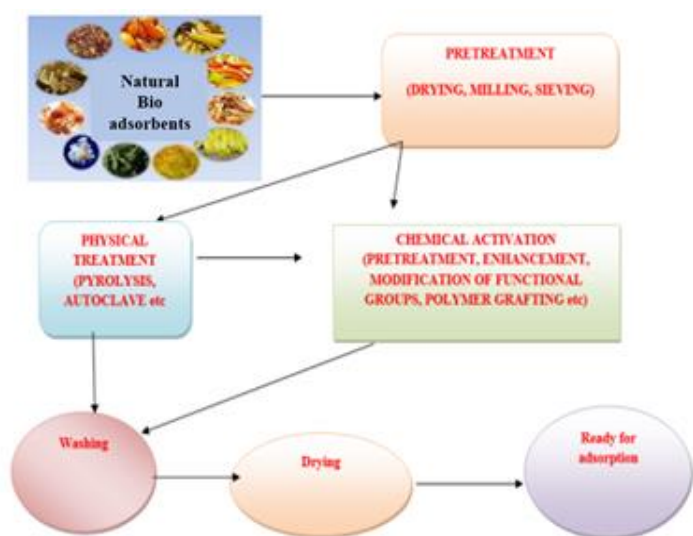 Natural
Bio
adsorbents
PRETREATMENT
(DRYING, MILLING, SIEVING)
PHYSICAL
TREATMENT
(PYROLYSIS,
AUTOCLAVE etc
CHEMICAL ACTIVATION
(PRETREATMENT, ENHANCEMENT,
MODIFICATION OF FUNCTIONAL
GROUPS, POLYMER GRAFTING etc)
Washing
Drying
Ready for
adsorption